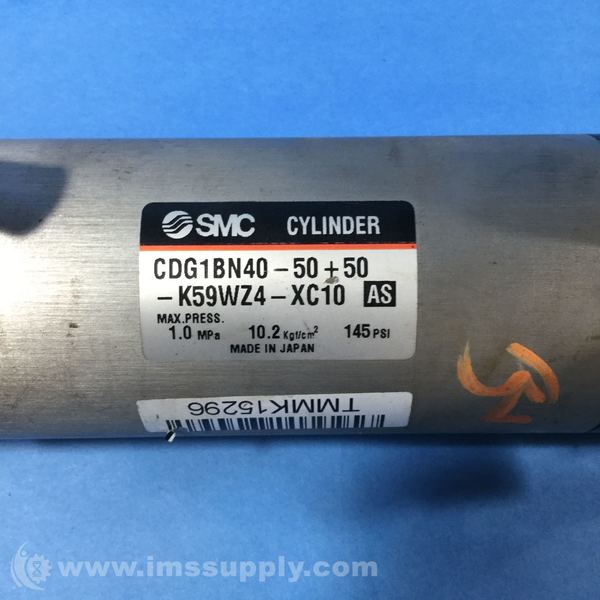 SMC CYLINDER
CDG1BN40-50+50
-K59WZ4-XC10 AS
MAX.PRESS.
1.0 MPa 10.2 Kgf/cm² 145 PSI
MADE IN JAPAN
TMMK15296
www.imssupply.com